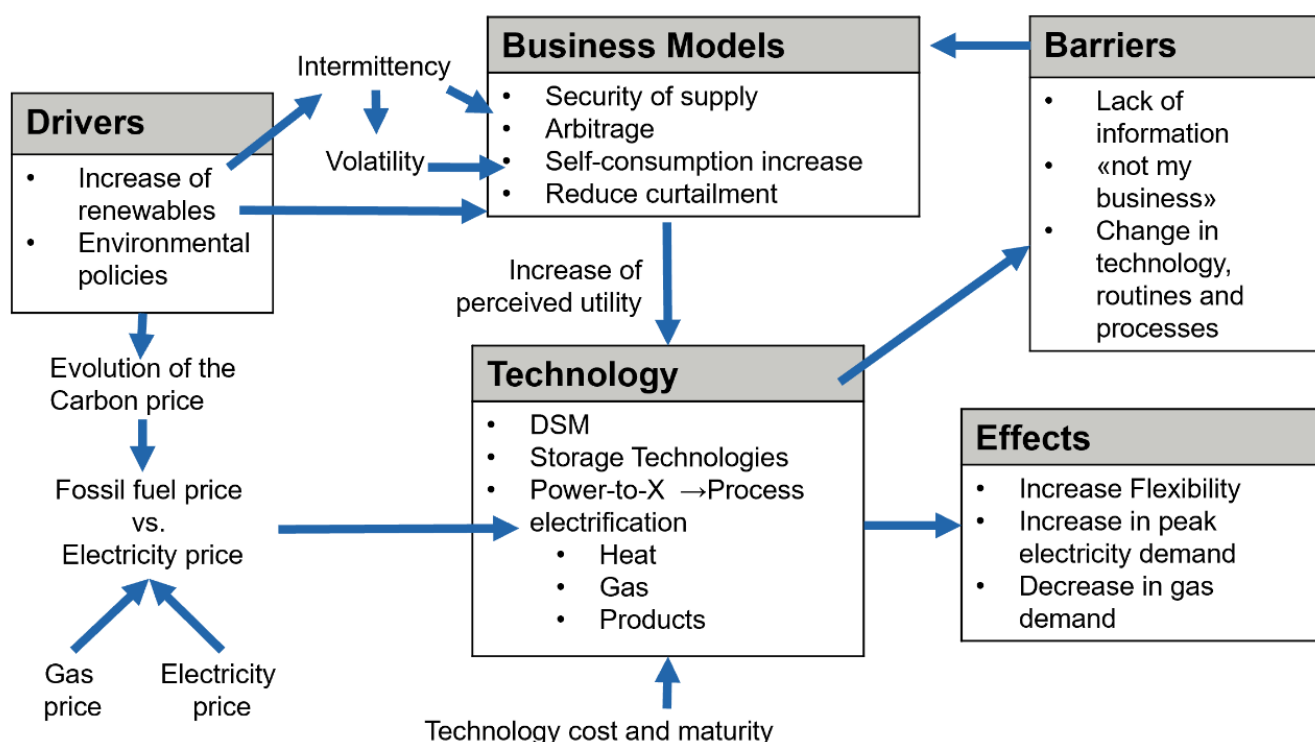 Business Models
• Security of supply
• Arbitrage
• Self-consumption increase
• Reduce curtailment
Barriers
• Lack of
information
• «not my
business»
• Change in
technology,
routines and
processes
Intermittency
Volatility
Drivers
• Increase of
renewables
• Environmental
policies
Increase of
perceived utility
Evolution of the
Carbon price
Fossil fuel price
vs.
Electricity price
Gas
price
Electricity
price
Technology
• DSM
• Storage Technologies
• Power-to-X →Process
electrification
• Heat
• Gas
• Products
Technology cost and maturity
Effects
• Increase Flexibility
• Increase in peak
electricity demand
• Decrease in gas
demand